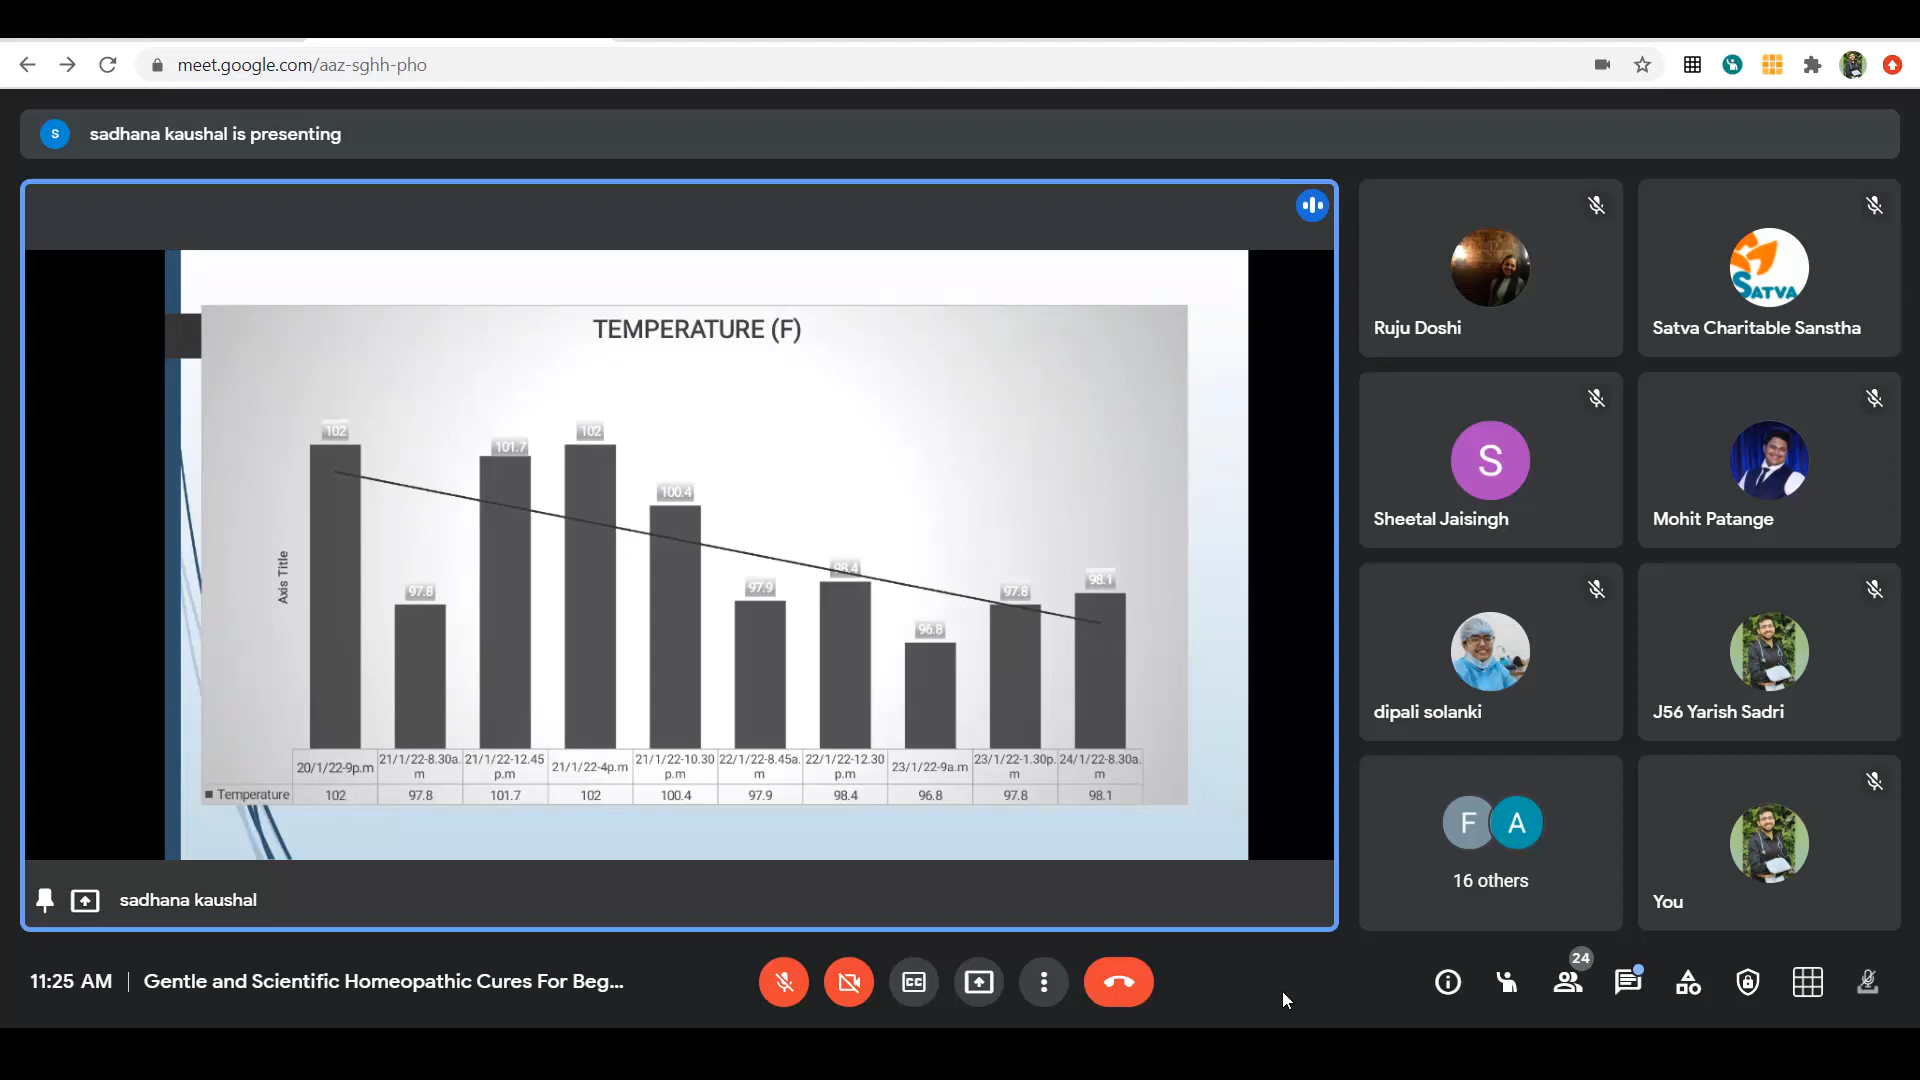 meet.google.com/aaz-sghh-pho
S
sadhana kaushal is presenting
TEMPERATURE (F)
102
97.8
101.7
102
100.4
97.9
98.4
96.8
97.8
98.1
Axis Title
20/1/22-9p.m
21/1/22-8.30a.
m
21/1/22-12.45
p.m
21/1/22-4p.m
21/1/22-10.30
p.m
22/1/22-8.45a.
m
22/1/22-12.30
p.m
23/1/22-9a.m
23/1/22-1.30p.
m
24/1/22-8.30a.
m
Temperature 102 97.8 101.7 102 100.4 97.9 98.4 96.8 97.8 98.1
sadhana kaushal
Ruju Doshi
SATVA
Satva Charitable Sanstha
S
Sheetal Jaisingh
Mohit Patange
dipali solanki
J56 Yarish Sadri
F A
16 others
You
11:25 AM | Gentle and Scientific Homeopathic Cures For Beg...
CC
24